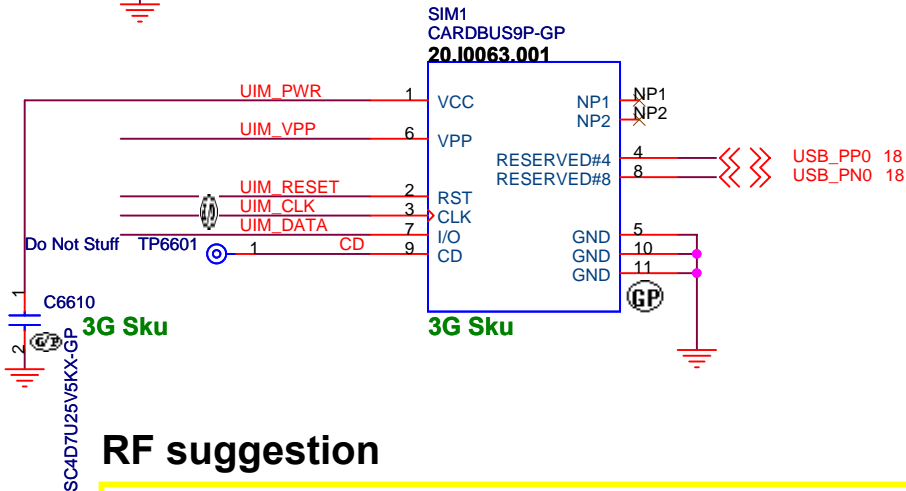 SIM1
CARDBUS9P-GP
20.I0063.001
UIM_PWR 1 VCC NP1 NP1
NP2 NP2
UIM_VPP 6 VPP
RESERVED#4 4 USB_PP0 18
RESERVED#8 8 USB_PN0 18
UIM_RESET 2 RST
UIM_CLK 3 CLK
UIM_DATA 7 I/O GND 5
Do Not Stuff TP6601 1 CD 9 CD GND 10
GND 11
GP
1 C6610
3G Sku 3G Sku
2 G/P
SC4D7U25V5KX-GP
RF suggestion